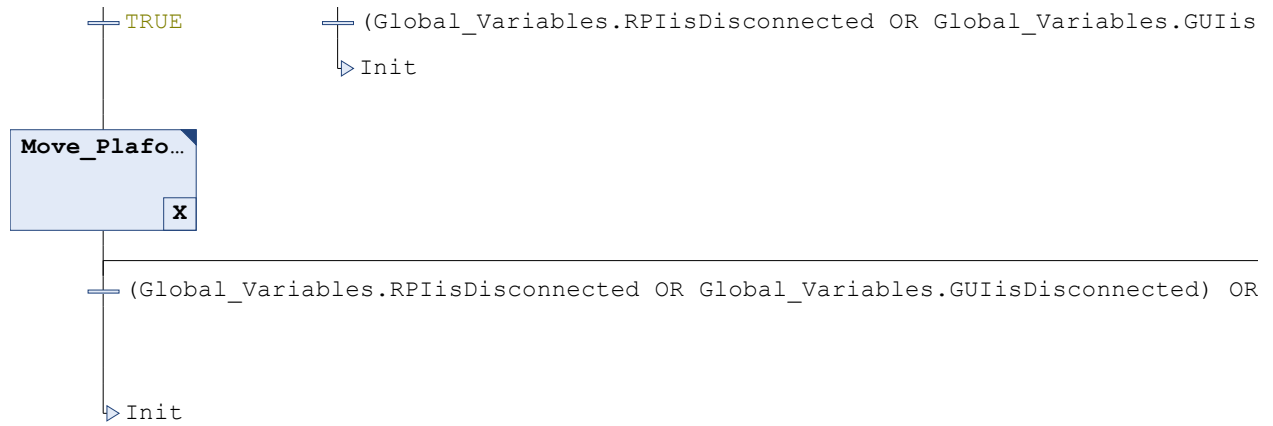 TRUE (Global_Variables.RPIisDisconnected OR Global_Variables.GUIis
Init
Move_Plafo…
X
(Global_Variables.RPIisDisconnected OR Global_Variables.GUIisDisconnected) OR
Init